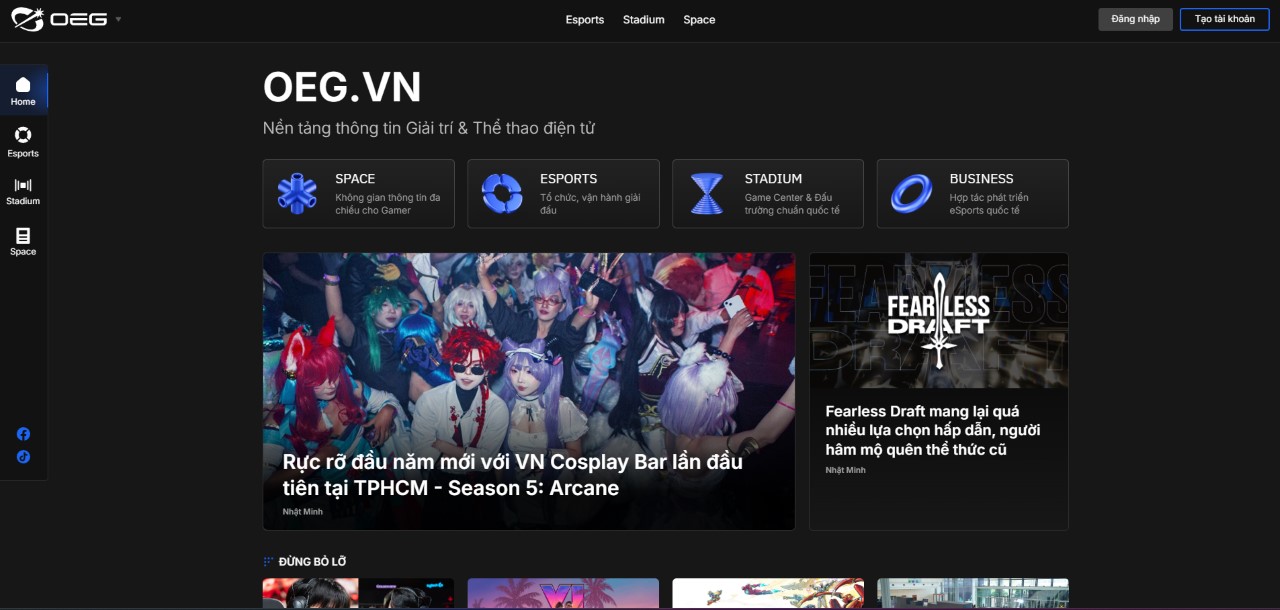 OEG
Esports
Stadium
Space
Đăng nhập
Tạo tài khoản
Home
Esports
Stadium
Space
OEG.VN
Nền tảng thông tin Giải trí & Thể thao điện tử
SPACE
Không gian thông tin đa
chiều cho Gamer
ESPORTS
Tổ chức, vận hành giải
đấu
STADIUM
Game Center & Đấu
trường chuẩn quốc tế
BUSINESS
Hợp tác phát triển
eSports quốc tế
Rực rỡ đầu năm mới với VN Cosplay Bar lần đầu
tiên tại TPHCM - Season 5: Arcane
Nhật Minh
FEARLESS
DRAFT
FEARLESS
DRAFT
Fearless Draft mang lại quá
nhiều lựa chọn hấp dẫn, người
hâm mộ quên thể thức cũ
Nhật Minh
ĐỪNG BỎ LỠ
VI